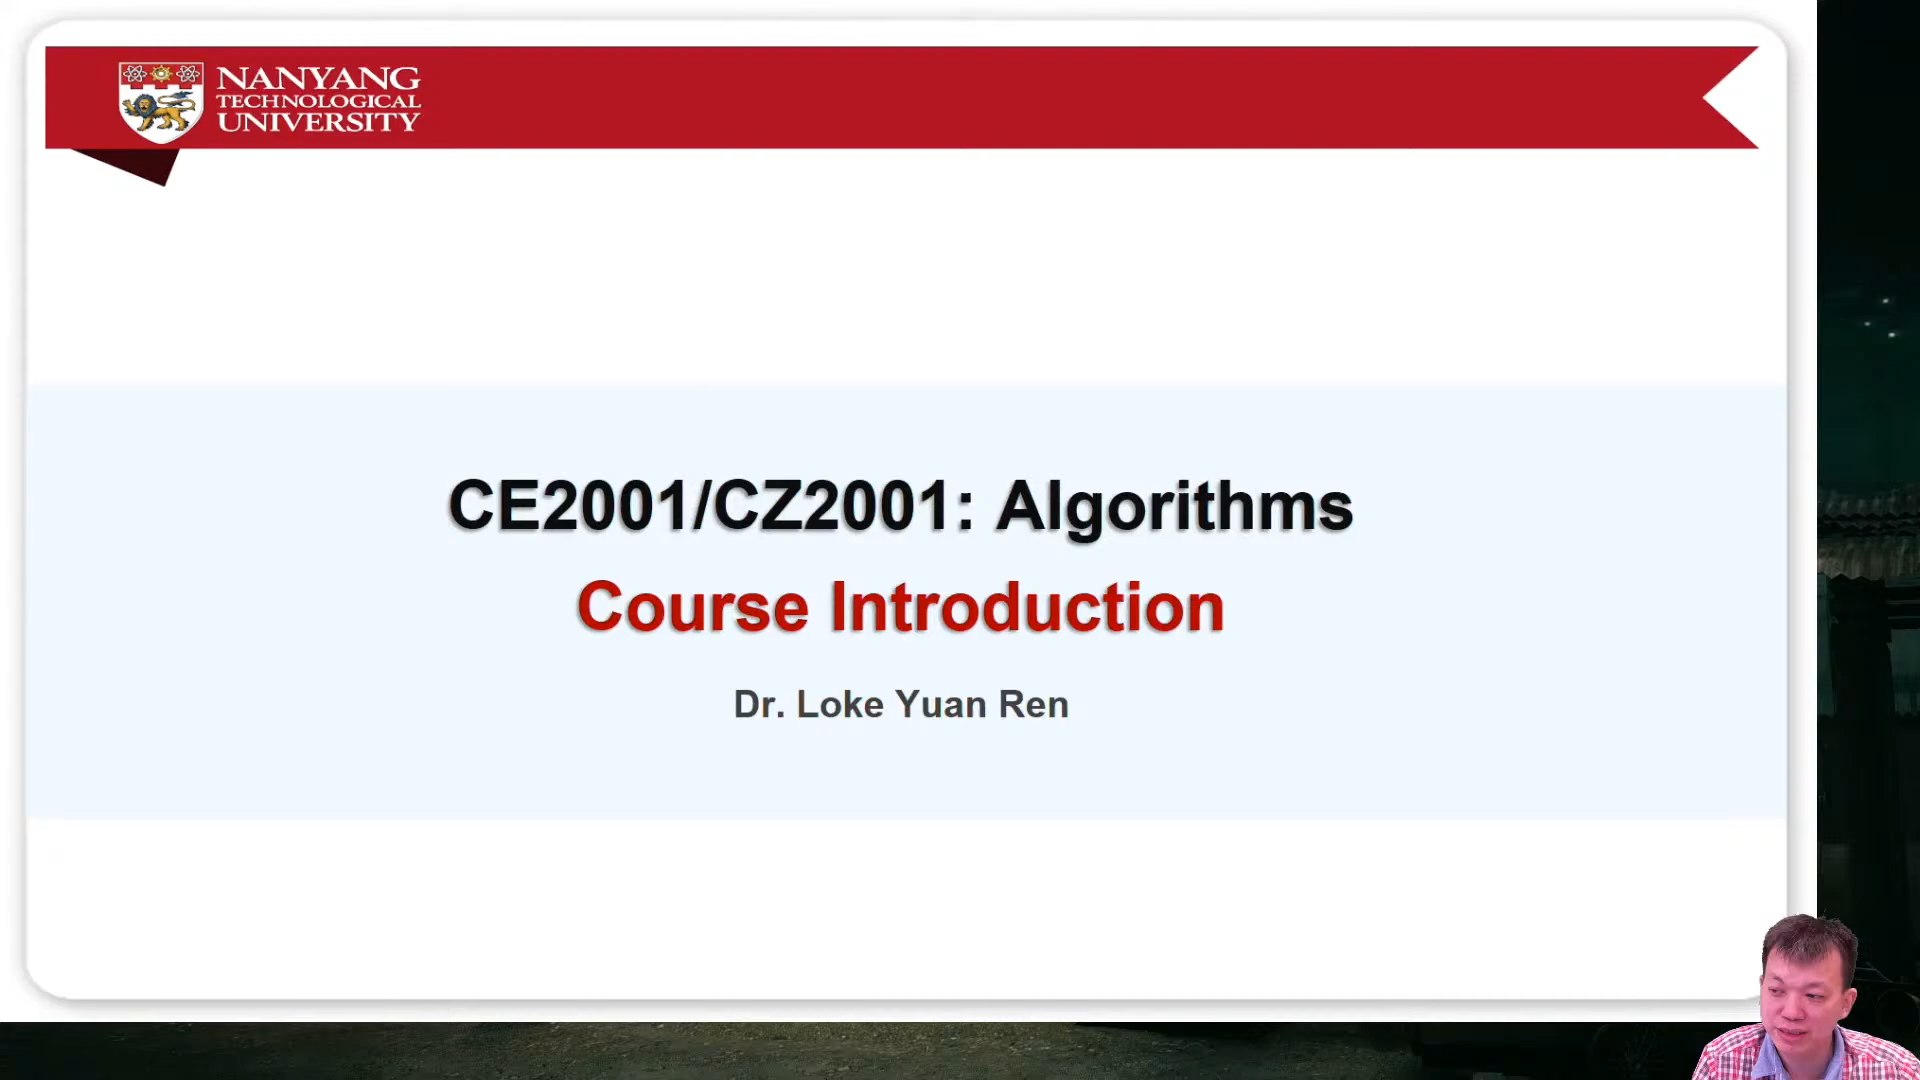 NANYANG
TECHNOLOGICAL
UNIVERSITY
CE2001/CZ2001: Algorithms
Course Introduction
Dr. Loke Yuan Ren